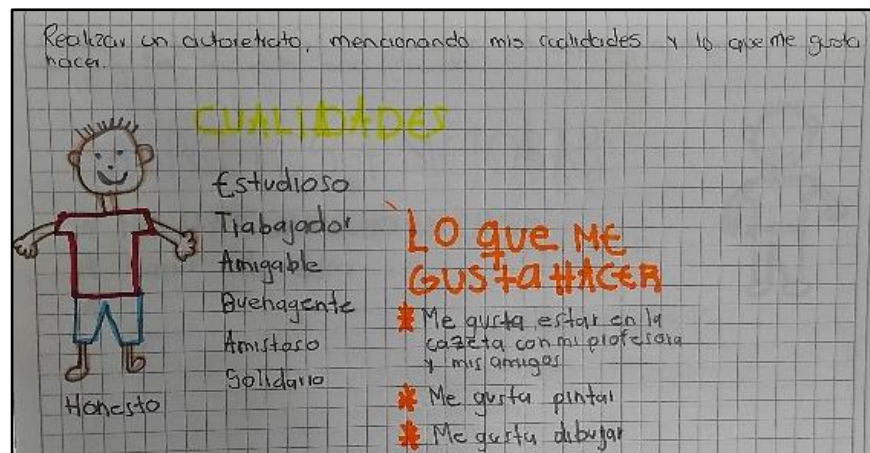 Realizar un autoretrato, mencionando mis cualidades y lo que me gusta
hacer.
CUALIDADES
Estudioso
Trabajador
Amigable
Buenagente
Amistoso
Solidario
Honesto
LO que ME
GUSta HACER
* Me gusta estar en la
cazeta con mi profesora
y mis amigos
* Me gusta pintar
* Me gusta dibujar